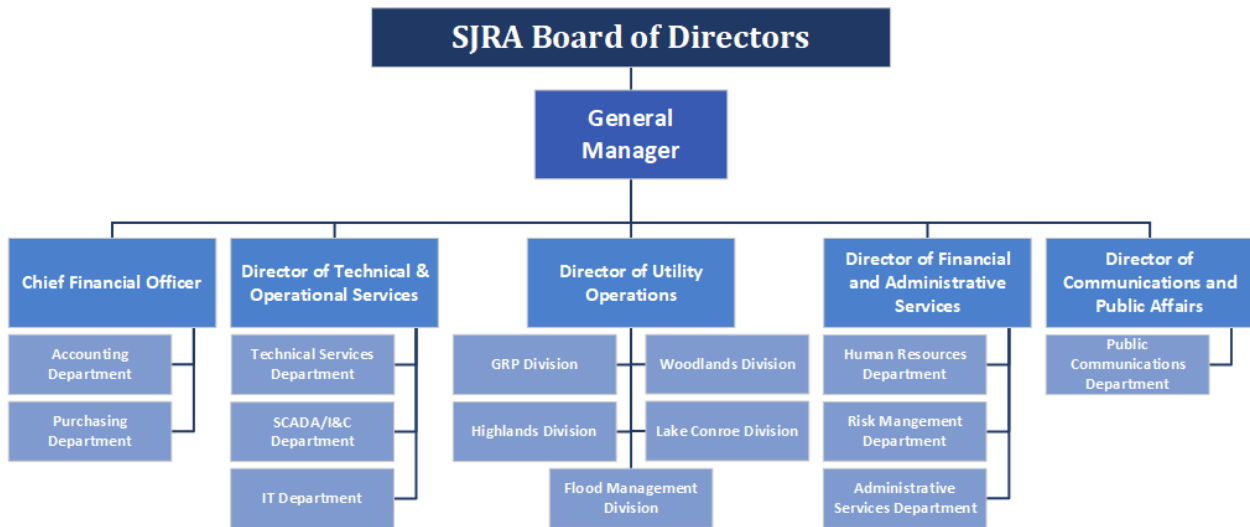 SJRA Board of Directors
General
Manager
Chief Financial Officer
Director of Technical &
Operational Services
Director of Utility
Operations
Director of Financial
and Administrative
Services
Director of
Communications and
Public Affairs
Accounting
Department
Purchasing
Department
Technical Services
Department
SCADA/I&C
Department
IT Department
GRP Division
Woodlands Division
Highlands Division
Lake Conroe Division
Flood Management
Division
Human Resources
Department
Risk Mangement
Department
Administrative
Services Department
Public
Communications
Department